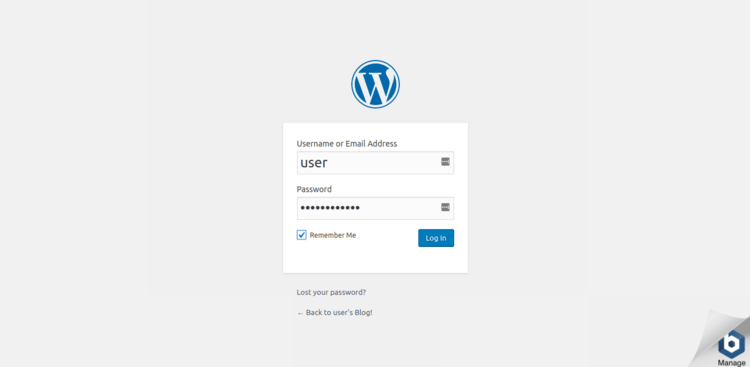 Username or Email Address
user
Password
••••••••••••
Remember Me
Log In
Lost your password?
← Back to user's Blog!
Manage